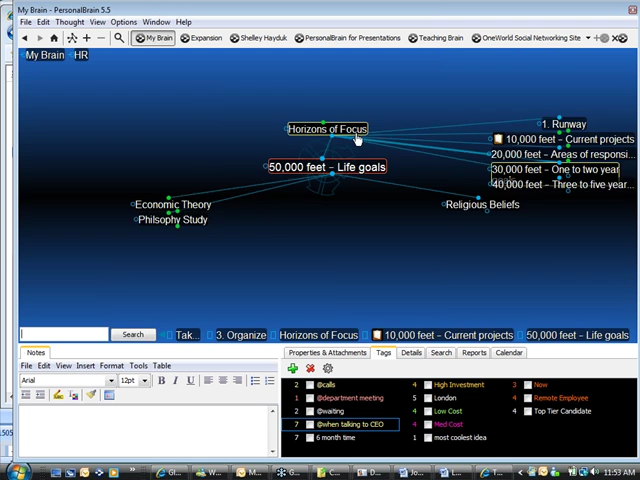 My Brain - PersonalBrain 5.5
File Edit Thought View Options Window Help
My Brain Expansion Shelley Hayduk PersonalBrain for Presentations Teaching Brain OneWorld Social Networking Site
My Brain HR
Horizons of Focus
1. Runway
10,000 feet – Current projects
20,000 feet – Areas of responsi...
30,000 feet – One to two year
40,000 feet – Three to five year...
50,000 feet – Life goals
Economic Theory
Philsophy Study
Religious Beliefs
Search
Tak... 3. Organize Horizons of Focus 10,000 feet – Current projects 50,000 feet – Life goals
Notes
File Edit View Insert Format Tools Table
Arial 12pt B I U
Properties & Attachments Tags Details Search Reports Calendar
2 @calls 4 High Investment 3 Now
1 @department meeting 5 London 4 Remote Employee
2 @waiting 4 Low Cost 4 Top Tier Candidate
7 @when talking to CEO 4 Med Cost
7 6 month time 1 most coolest idea
1505
11:53 AM